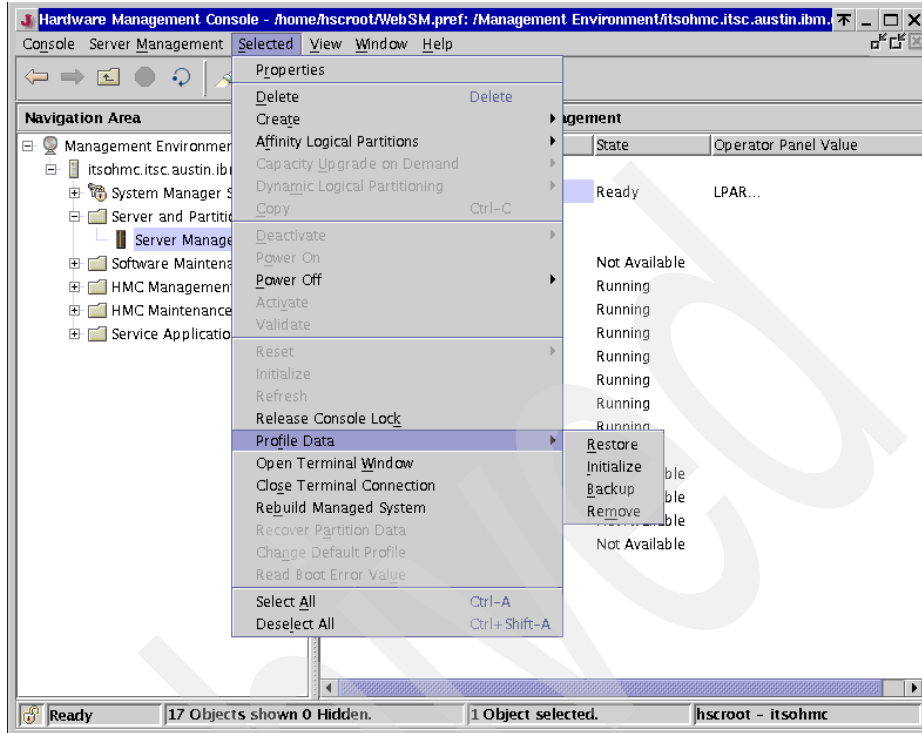 Hardware Management Console - /home/hscroot/WebSM.pref: /Management Environment/itsohmc.itsc.austin.ibm.
Console Server Management Selected View Window Help
Properties
Delete Delete
Create
Affinity Logical Partitions
Capacity Upgrade on Demand
Dynamic Logical Partitioning
Copy Ctrl-C
Deactivate
Power On
Power Off
Activate
Validate
Reset
Initialize
Refresh
Release Console Lock
Profile Data
Open Terminal Window
Close Terminal Connection
Rebuild Managed System
Recover Partition Data
Change Default Profile
Read Boot Error Value
Select All Ctrl-A
Deselect All Ctrl+Shift-A
Restore
Initialize
Backup
Remove
Navigation Area
Management Environmen
itsohmc.itsc.austin.ib
System Manager S
Server and Partiti
Server Manage
Software Maintena
HMC Managemen
HMC Maintenance
Service Applicatio
agement
State Operator Panel Value
Ready LPAR...
Not Available
Running
Running
Running
Running
Running
Running
Running
able
able
able
Not Available
Ready 17 Objects shown 0 Hidden. 1 Object selected. hscroot - itsohmc